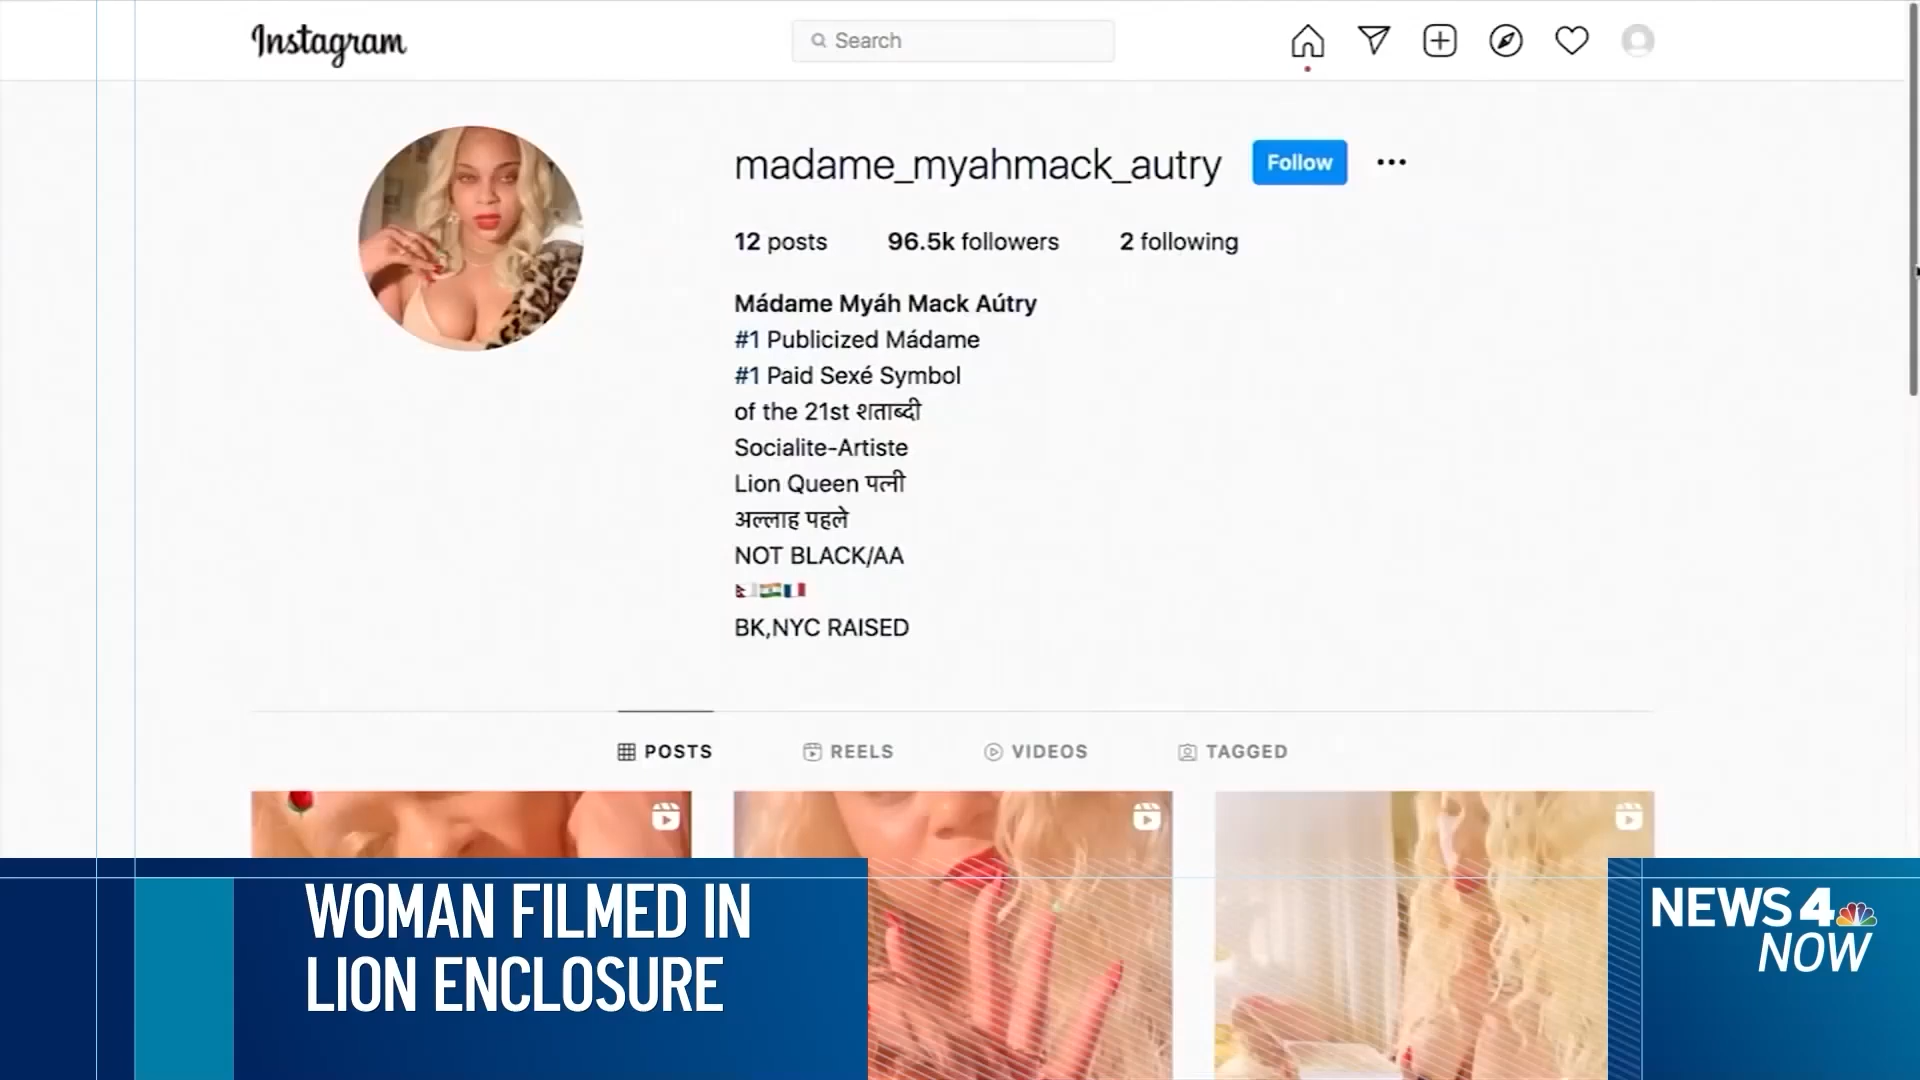 Instagram
Search
madame_myahmack_autry
Follow
12 posts 96.5k followers 2 following
Mádame Myáh Mack Aútry
#1 Publicized Mádame
#1 Paid Sexé Symbol
of the 21st शताब्दी
Socialite-Artiste
Lion Queen पत्नी
अल्लाह पहले
NOT BLACK/AA
BK,NYC RAISED
POSTS REELS VIDEOS TAGGED
WOMAN FILMED IN
LION ENCLOSURE
NEWS 4
NOW